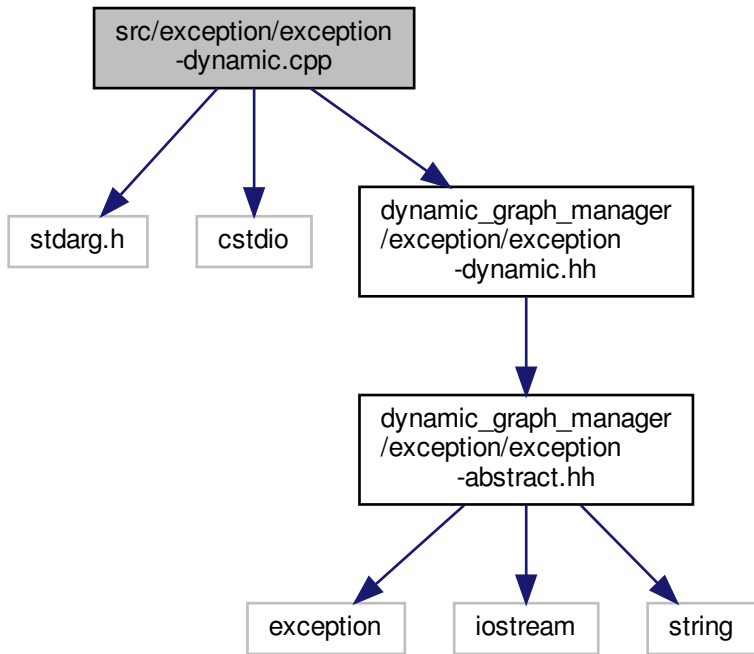 src/exception/exception
-dynamic.cpp
stdarg.h
cstdio
dynamic_graph_manager
/exception/exception
-dynamic.hh
dynamic_graph_manager
/exception/exception
-abstract.hh
exception
iostream
string